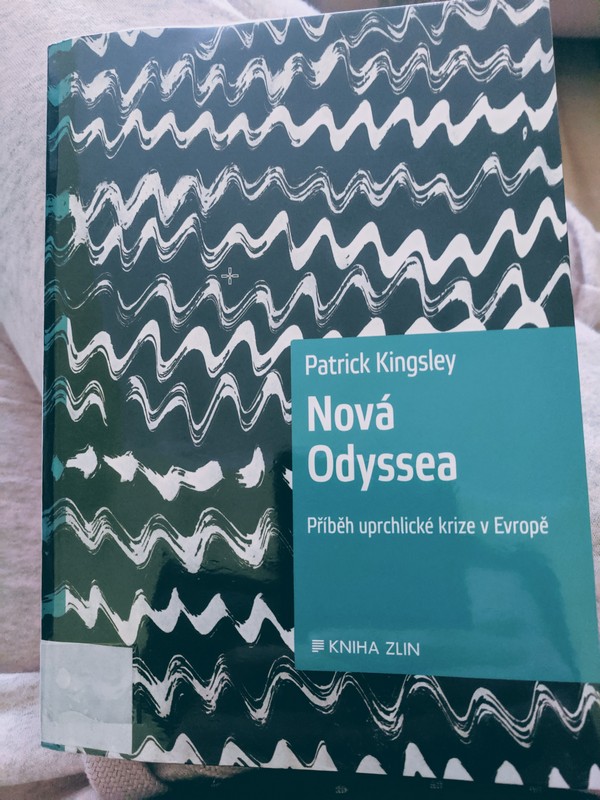 Patrick Kingsley
Nová
Odyssea
Příběh uprchlické krize v Evropě
KNIHA ZLIN